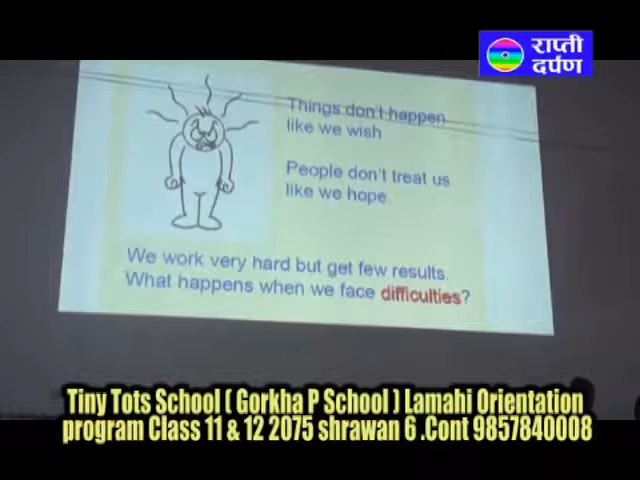 राप्ती
दर्पण
Things don't happen
like we wish
People don't treat us
like we hope
We work very hard but get few results.
What happens when we face difficulties?
Tiny Tots School ( Gorkha P School ) Lamahi Orientation
program Class 11 & 12 2075 shrawan 6 .Cont 9857840008